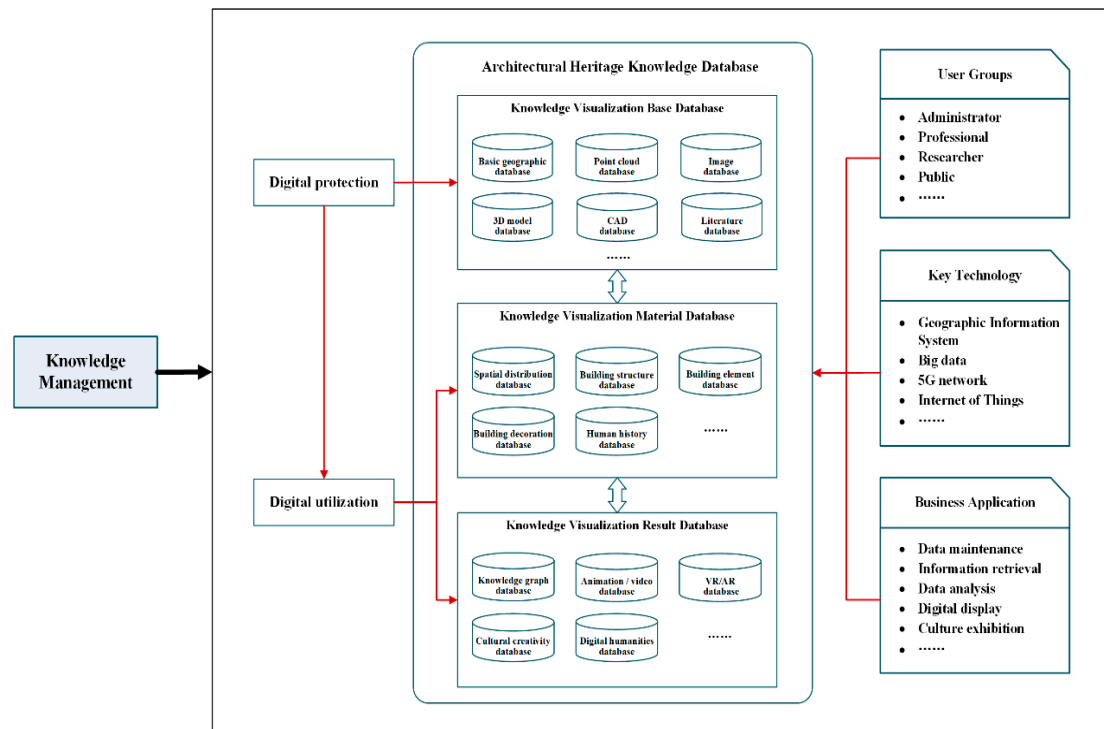 Knowledge
Management
Digital protection
Digital utilization
Architectural Heritage Knowledge Database
Knowledge Visualization Base Database
Basic geographic
database
Point cloud
database
Image
database
3D model
database
CAD
database
Literature
database
……
Knowledge Visualization Material Database
Spatial distribution
database
Building structure
database
Building element
database
Building decoration
database
Human history
database
……
Knowledge Visualization Result Database
Knowledge graph
database
Animation / video
database
VR/AR
database
Cultural creativity
database
Digital humanities
database
……
User Groups
• Administrator
• Professional
• Researcher
• Public
• ……
Key Technology
• Geographic Information
System
• Big data
• 5G network
• Internet of Things
• ……
Business Application
• Data maintenance
• Information retrieval
• Data analysis
• Digital display
• Culture exhibition
• ……